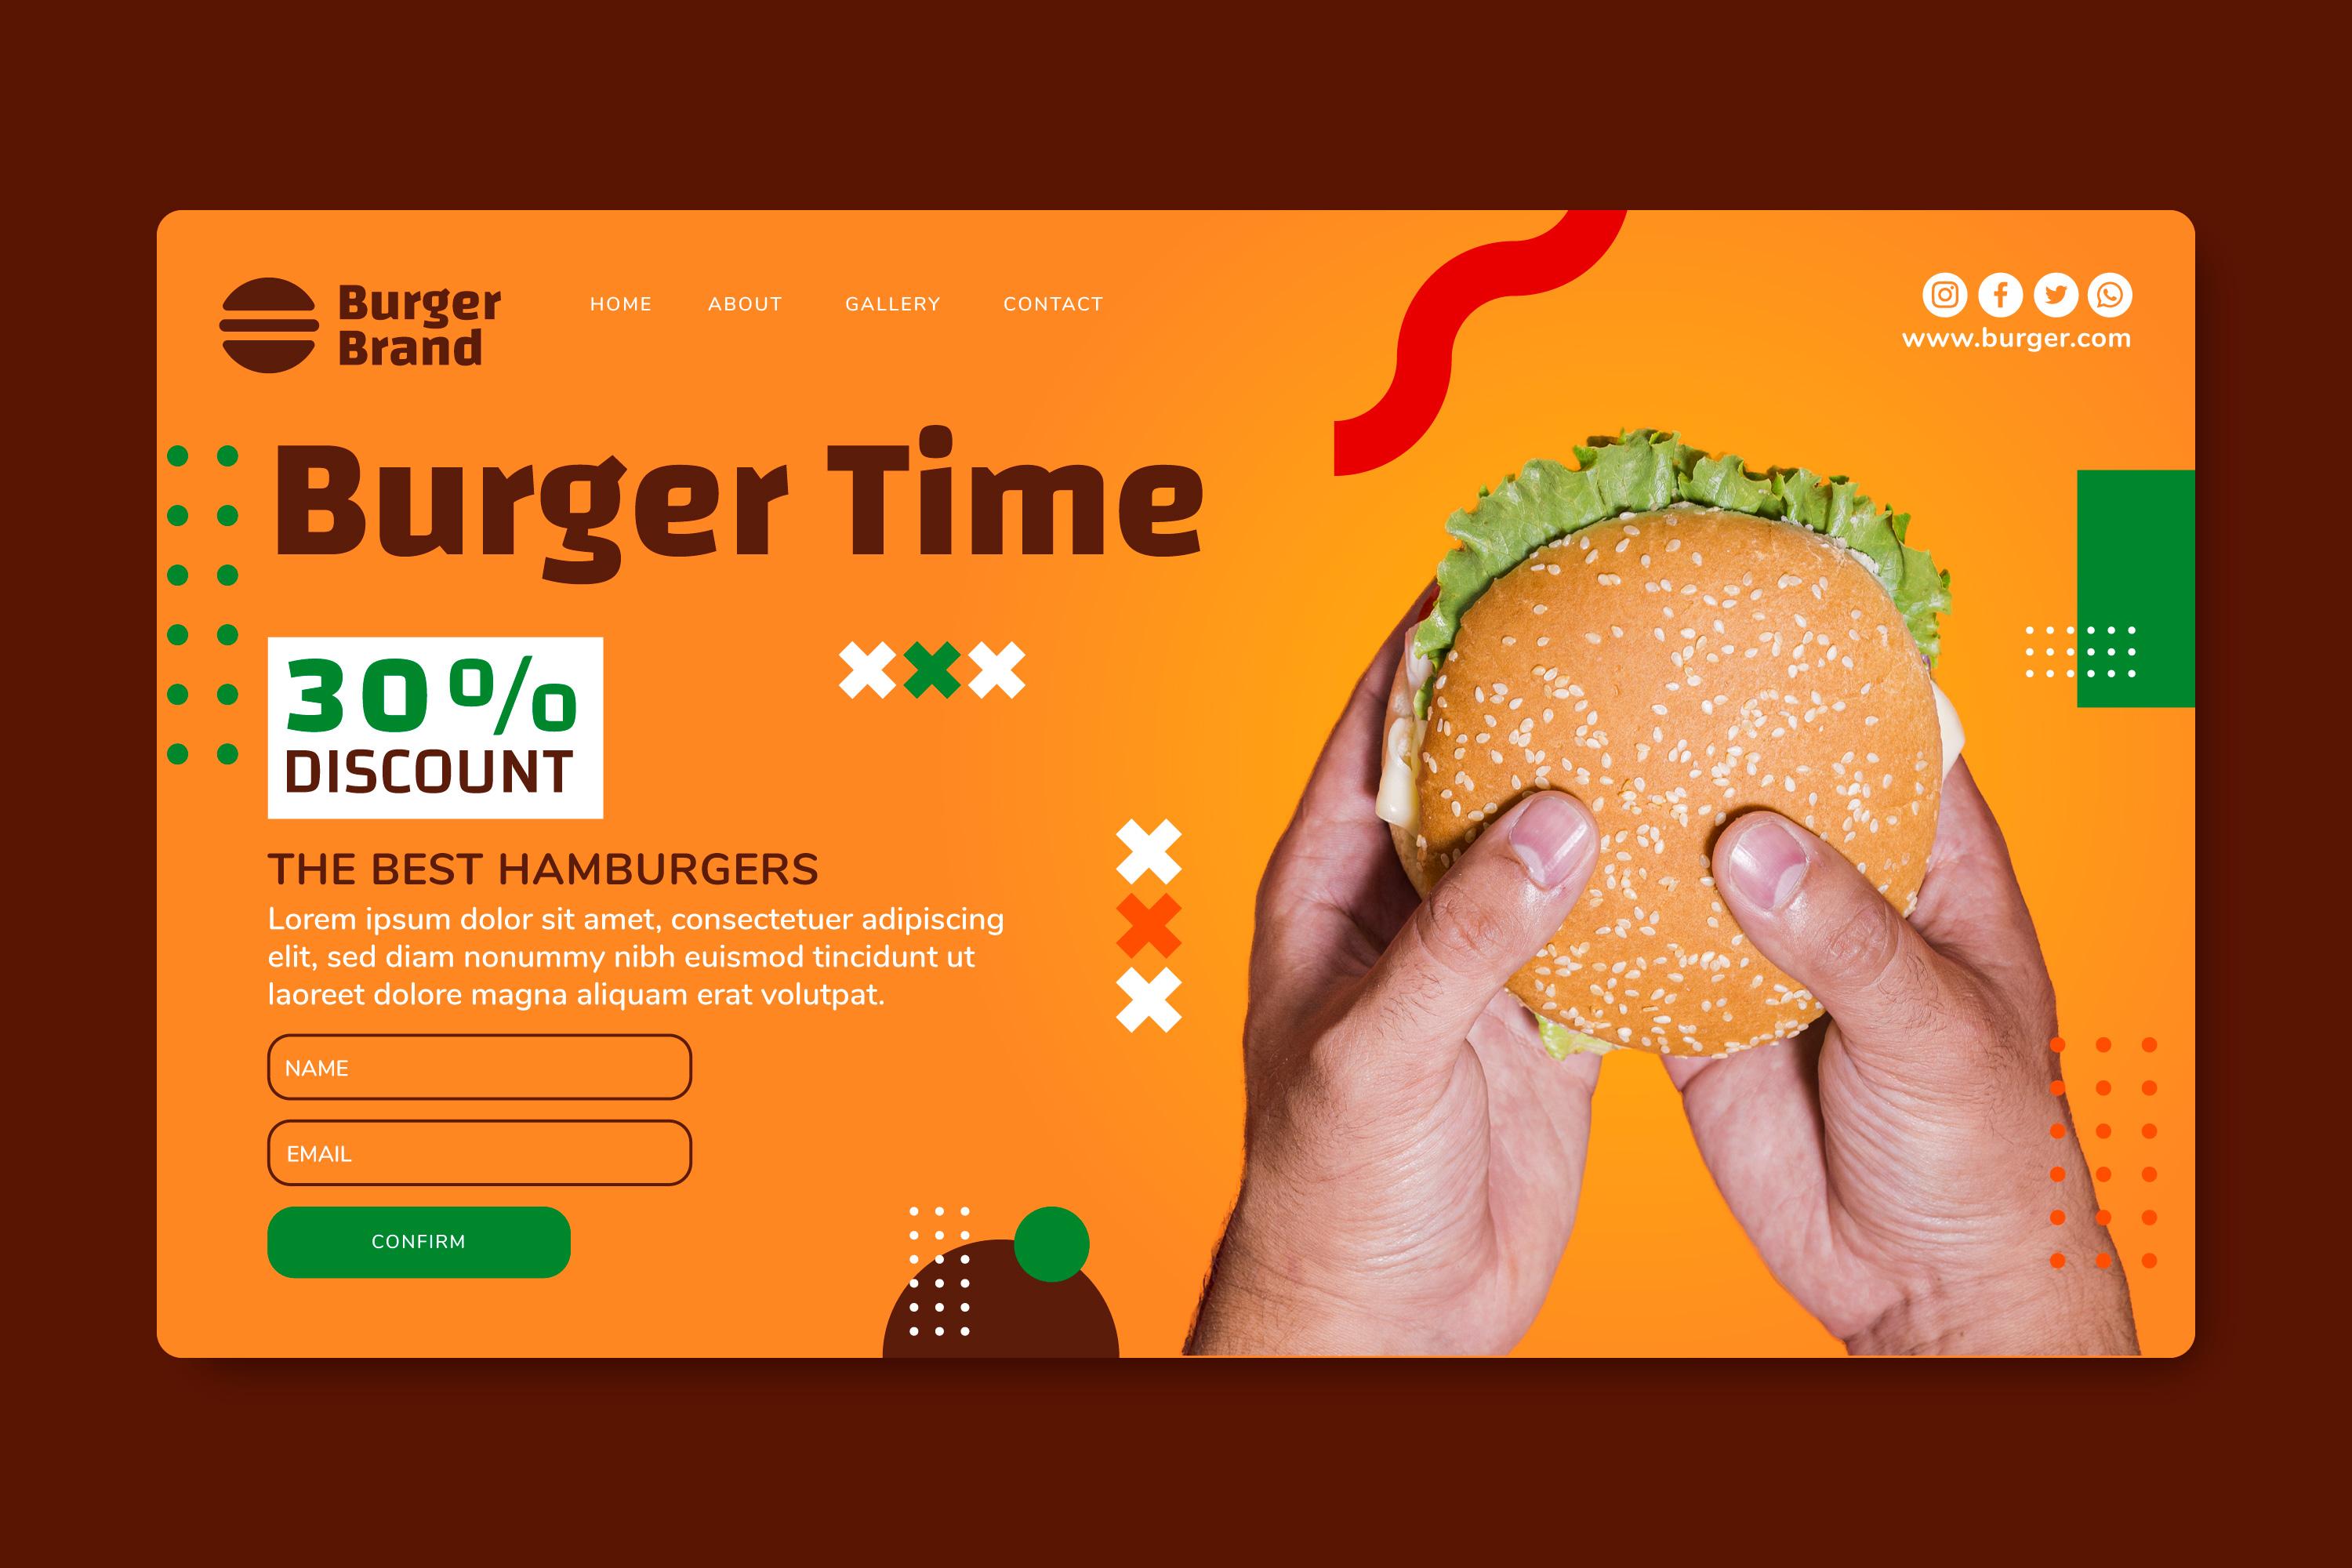 Burger
Brand
HOME ABOUT GALLERY CONTACT
www.burger.com
Burger Time
30%
DISCOUNT
THE BEST HAMBURGERS
Lorem ipsum dolor sit amet, consectetuer adipiscing
elit, sed diam nonummy nibh euismod tincidunt ut
laoreet dolore magna aliquam erat volutpat.
NAME
EMAIL
CONFIRM